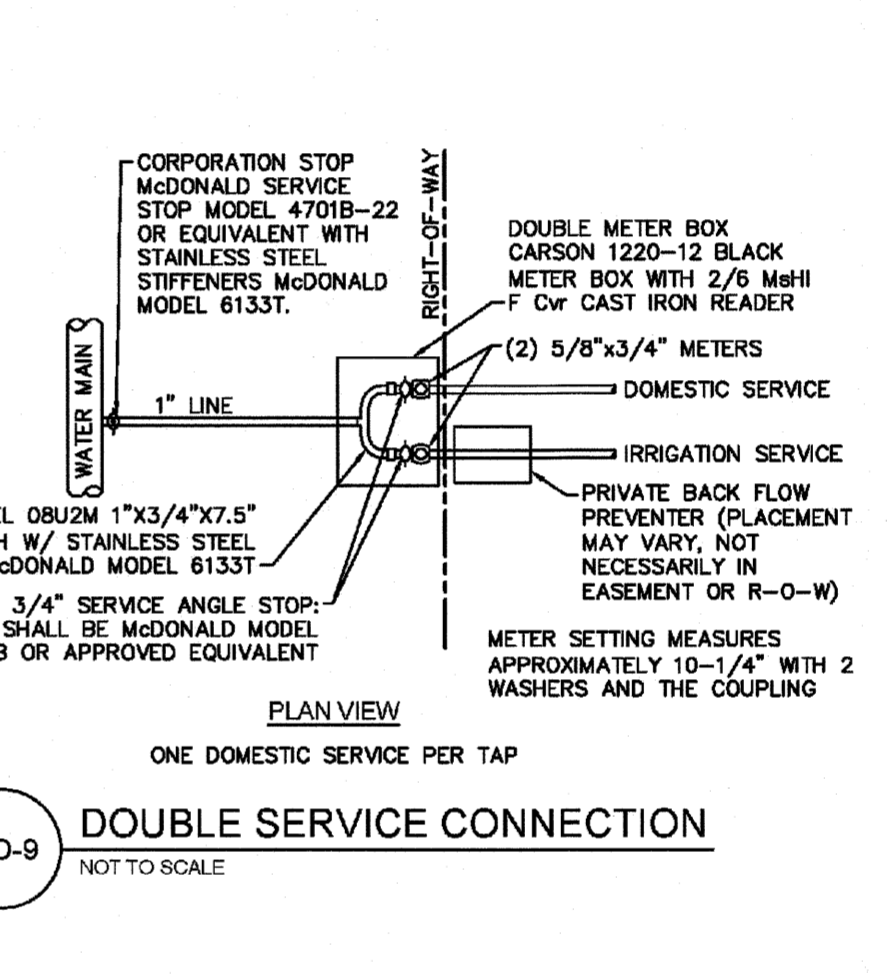 CORPORATION STOP
McDONALD SERVICE
STOP MODEL 4701B-22
OR EQUIVALENT WITH
STAINLESS STEEL
STIFFENERS McDONALD
MODEL 6133T.
RIGHT-OF-WAY
DOUBLE METER BOX
CARSON 1220-12 BLACK
METER BOX WITH 2/6 MsHI
F Cvr CAST IRON READER
(2) 5/8"x3/4" METERS
WATER MAIN
1" LINE
DOMESTIC SERVICE
IRRIGATION SERVICE
PRIVATE BACK FLOW
PREVENTER (PLACEMENT
MAY VARY, NOT
NECESSARILY IN
EASEMENT OR R-O-W)
EL 08U2M 1"X3/4"X7.5"
H W/ STAINLESS STEEL
cDONALD MODEL 6133T
3/4" SERVICE ANGLE STOP:
SHALL BE McDONALD MODEL
B OR APPROVED EQUIVALENT
METER SETTING MEASURES
APPROXIMATELY 10-1/4" WITH 2
WASHERS AND THE COUPLING
PLAN VIEW
ONE DOMESTIC SERVICE PER TAP
D-9
DOUBLE SERVICE CONNECTION
NOT TO SCALE